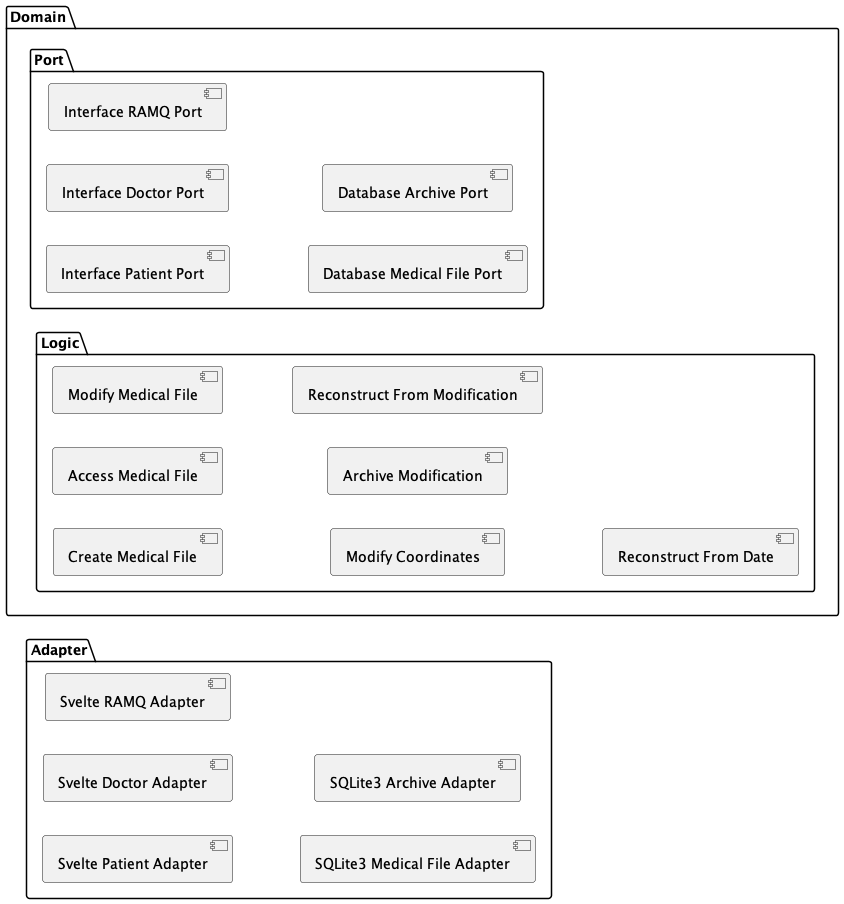 Domain
Port
Interface RAMQ Port
Interface Doctor Port
Database Archive Port
Interface Patient Port
Database Medical File Port
Logic
Modify Medical File
Reconstruct From Modification
Access Medical File
Archive Modification
Create Medical File
Modify Coordinates
Reconstruct From Date
Adapter
Svelte RAMQ Adapter
Svelte Doctor Adapter
SQLite3 Archive Adapter
Svelte Patient Adapter
SQLite3 Medical File Adapter